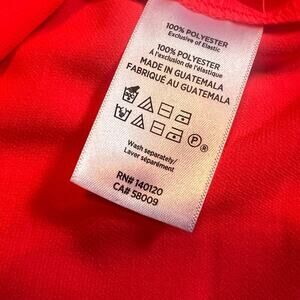 100% POLYESTER
Exclusive of Elastic
100% POLYESTER
À l'exclusion de l'élastique
MADE IN GUATEMALA
FABRIQUÉ AU GUATEMALA
P
Wash separately/
Laver séparément
RN# 140120
CA# 58009